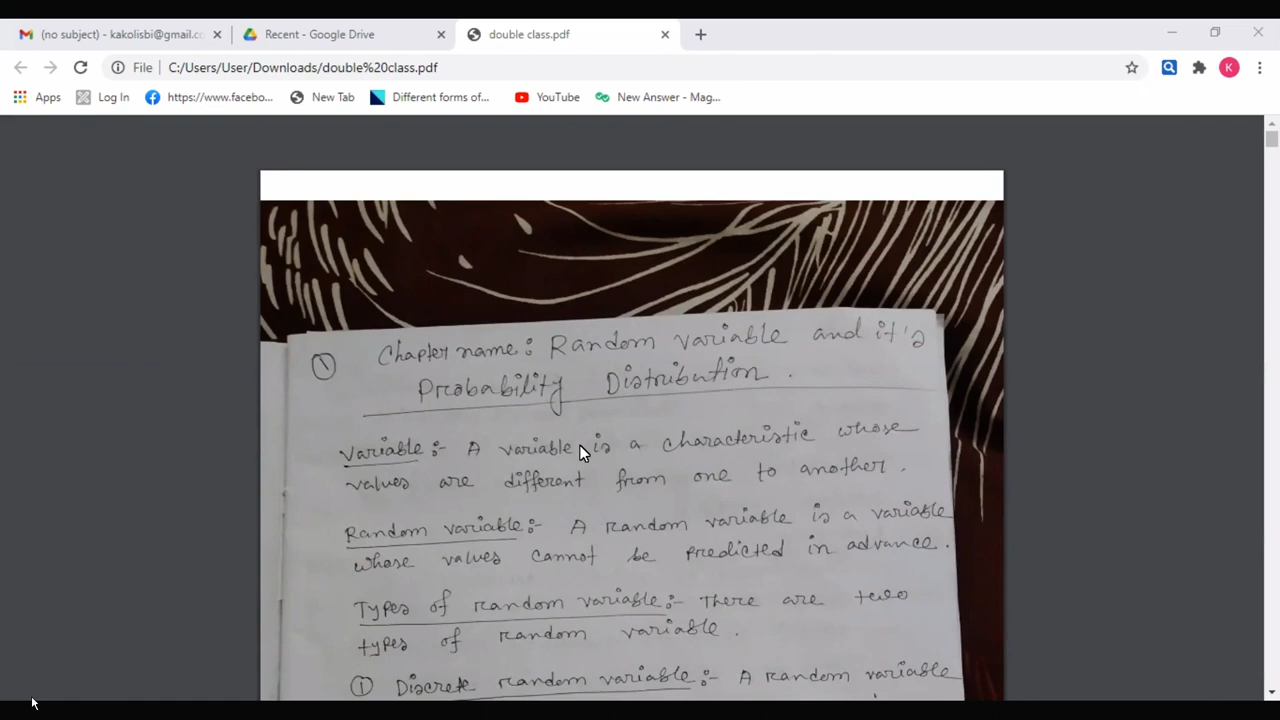 (no subject) - kakolisbi@gmail.co
Recent - Google Drive
double class.pdf
File
C:/Users/User/Downloads/double%20class.pdf
K
Apps
Log In
https://www.facebo...
New Tab
Different forms of...
YouTube
New Answer - Mag...
① Chapter name: Random variable and it's
Probability Distribution.
Variable :- A variable is a characteristic whose
values are different from one to another.
Random variable:- A random variable is a variable
whose values cannot be predicted in advance.
Types of random variable:- There are two
types of random variable.
① Discrete random variable:- A random variable